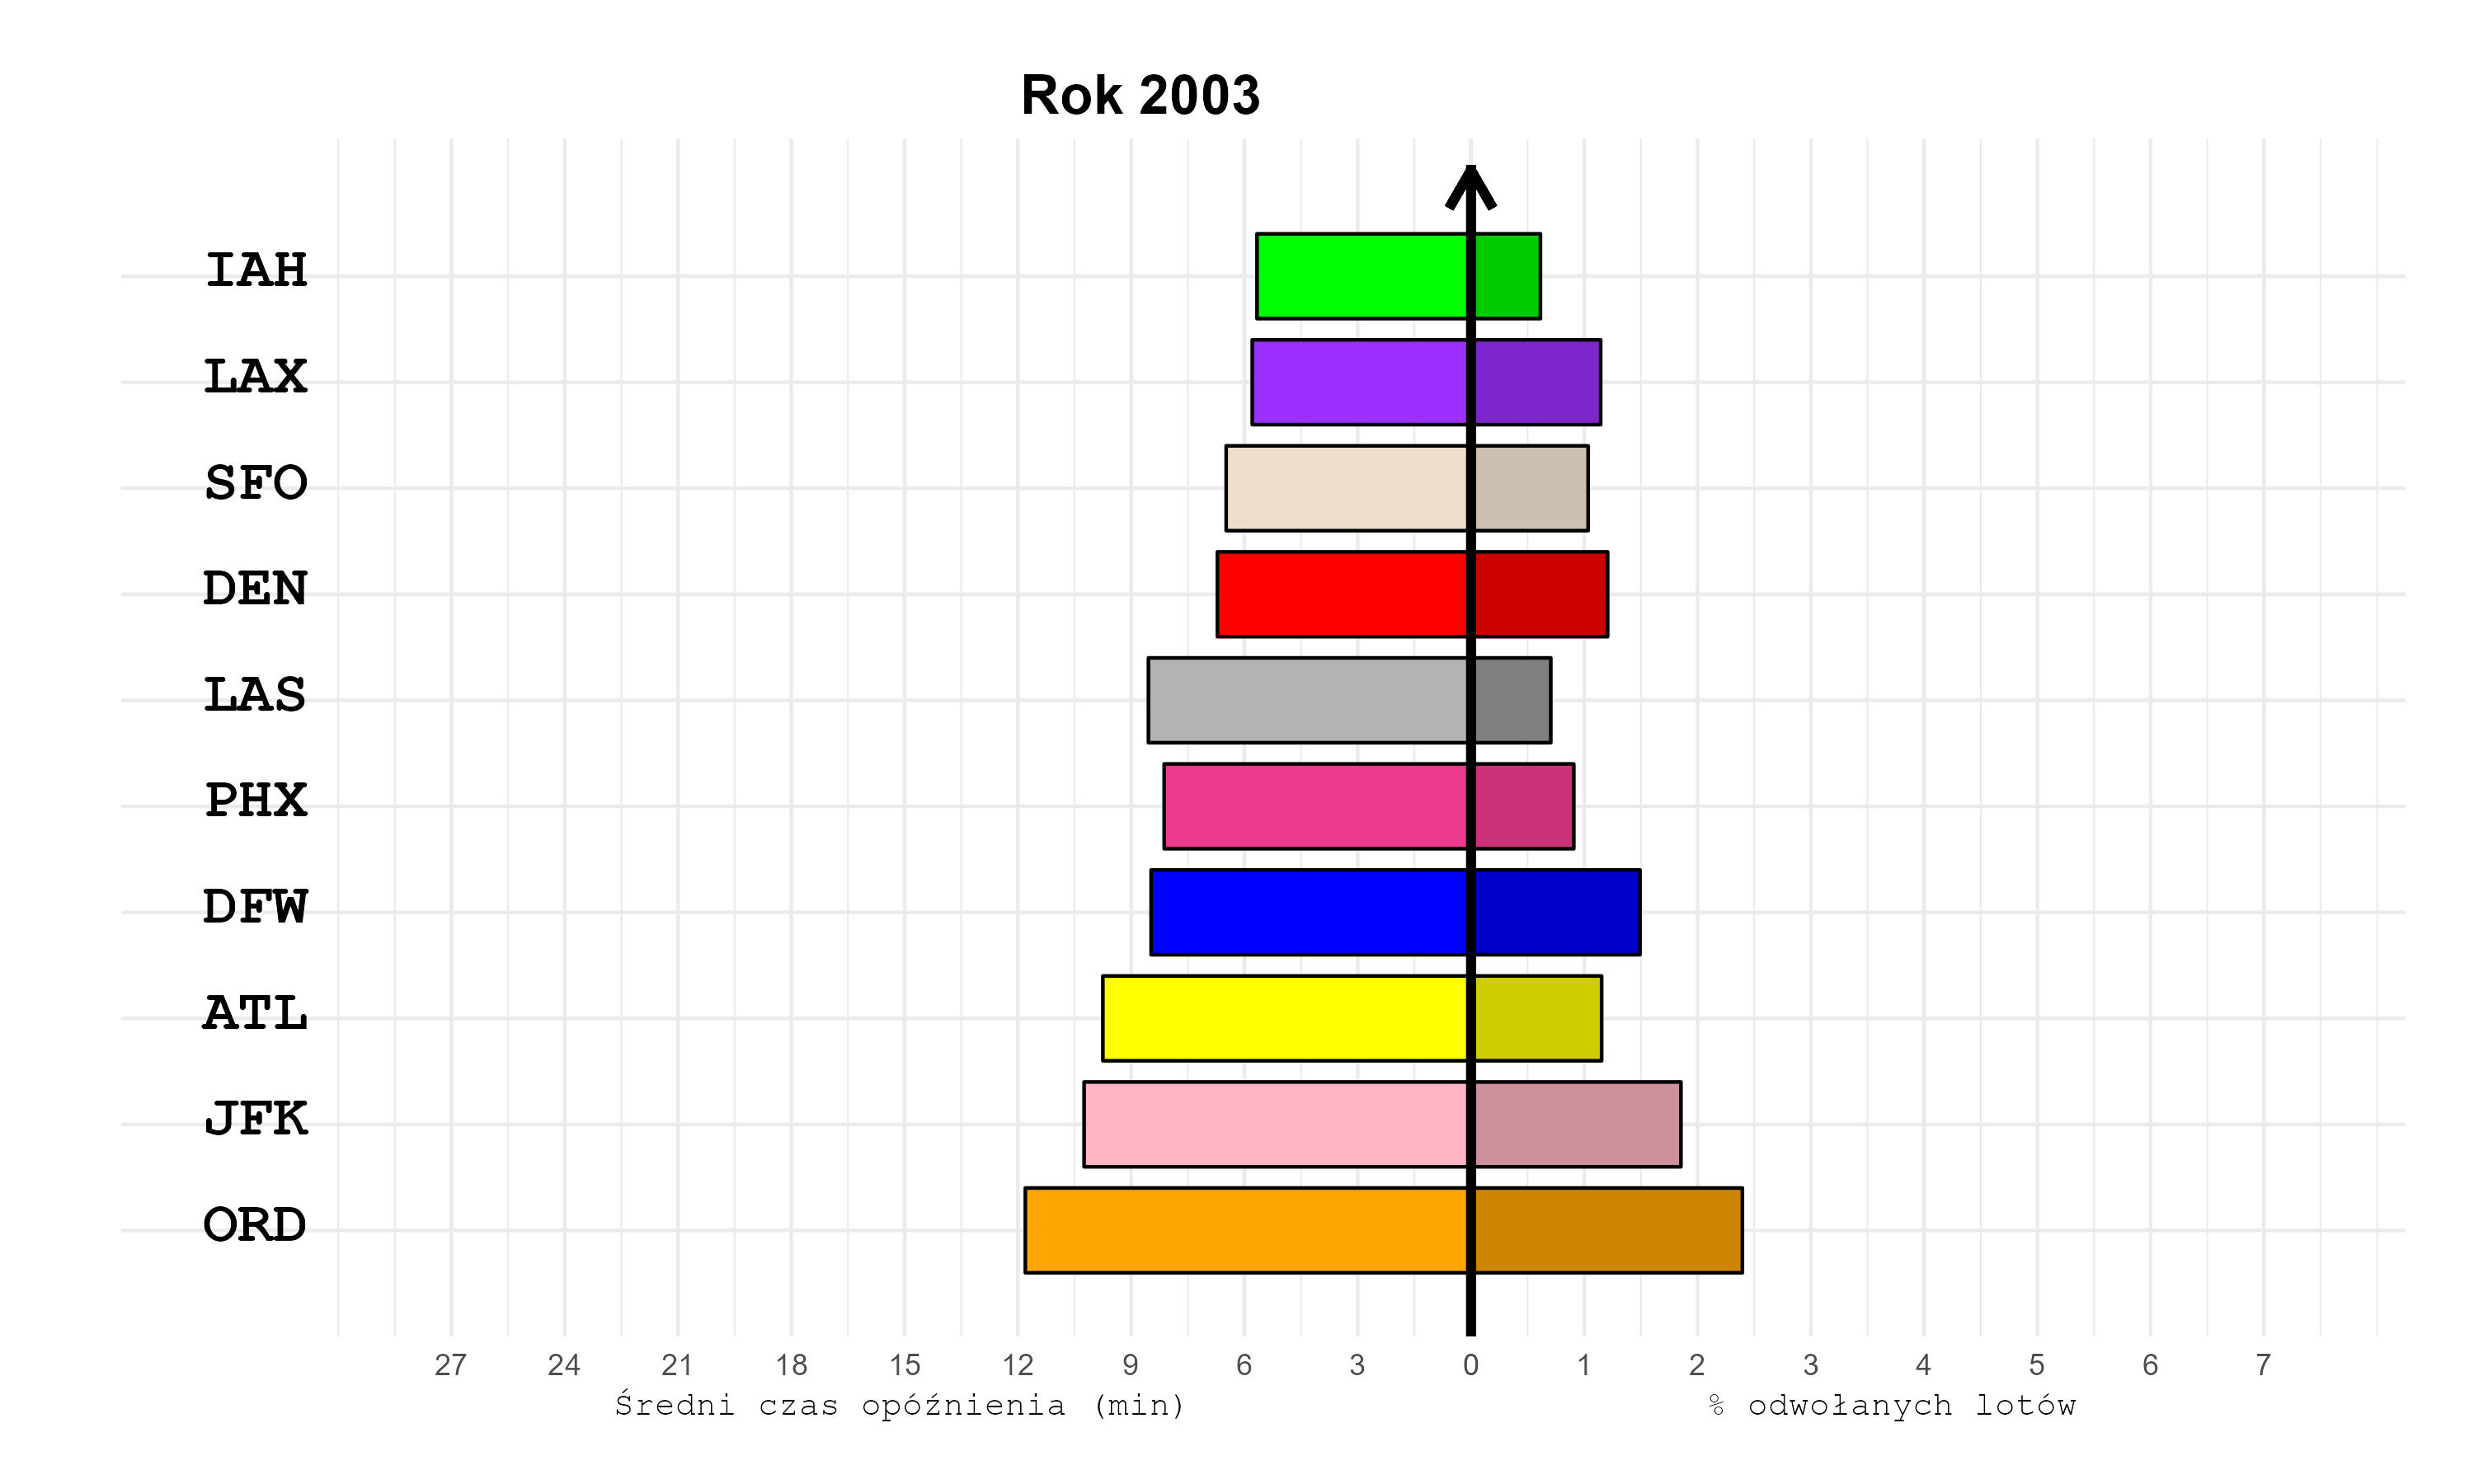 Rok 2003
IAH
LAX
SFO
DEN
LAS
PHX
DFW
ATL
JFK
ORD
27 24 21 18 15 12 9 6 3 0 1 2 3 4 5 6 7
Średni czas opóźnienia (min) % odwołanych lotów